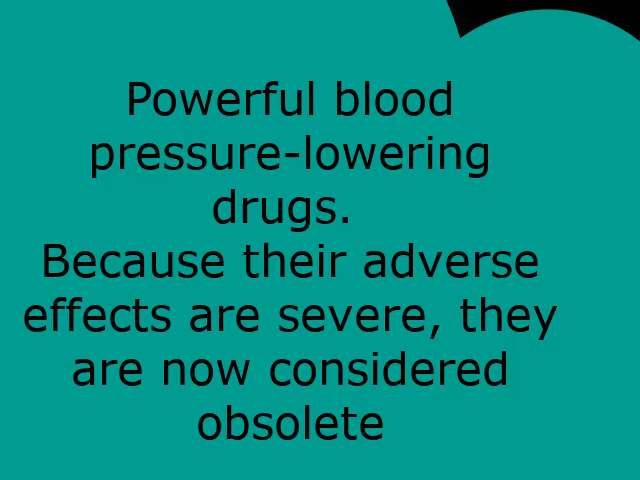 Powerful blood
pressure-lowering
drugs.
Because their adverse
effects are severe, they
are now considered
obsolete